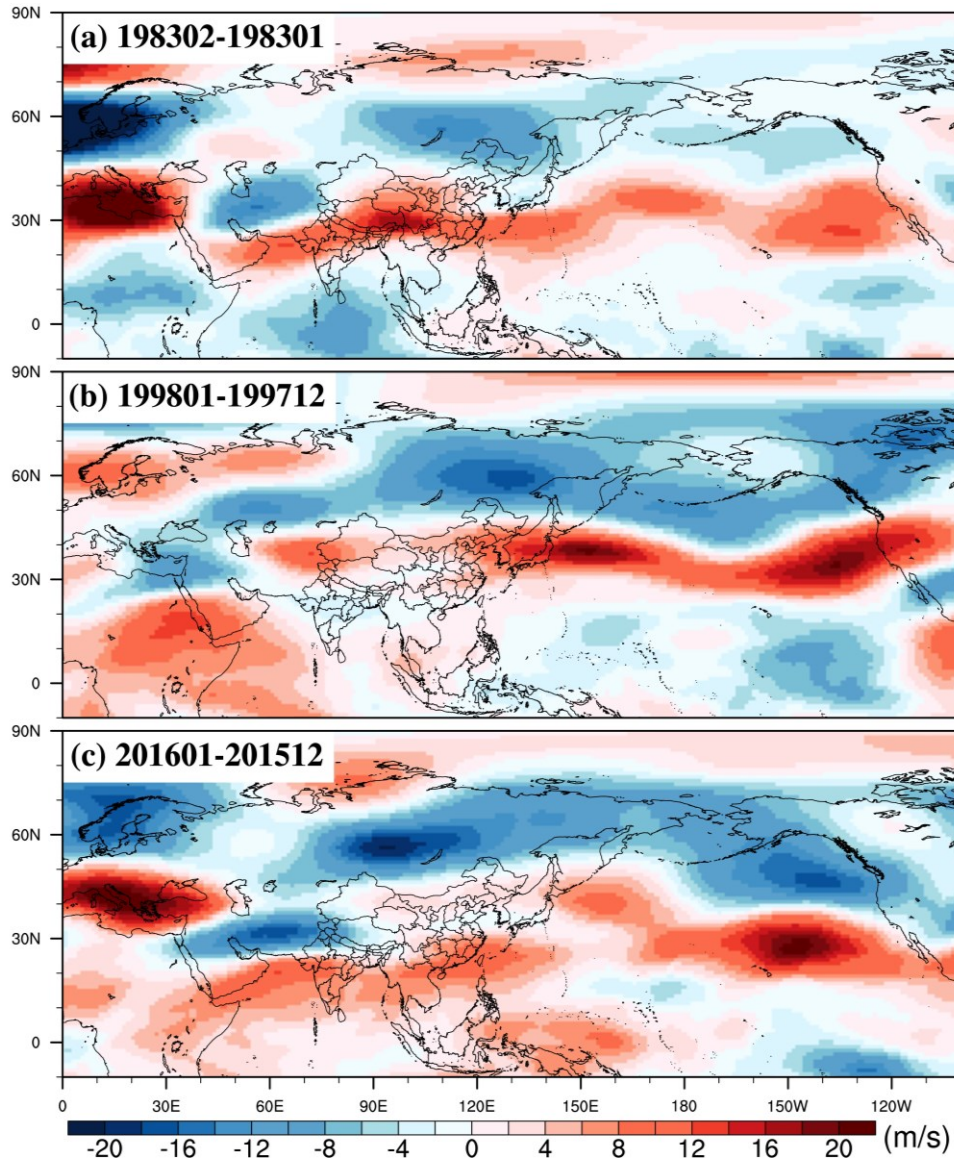 90N
(a) 198302-198301
60N
30N
0
90N
(b) 199801-199712
60N
30N
0
90N
(c) 201601-201512
60N
30N
0
0 30E 60E 90E 120E 150E 180 150W 120W
-20 -16 -12 -8 -4 0 4 8 12 16 20 (m/s)